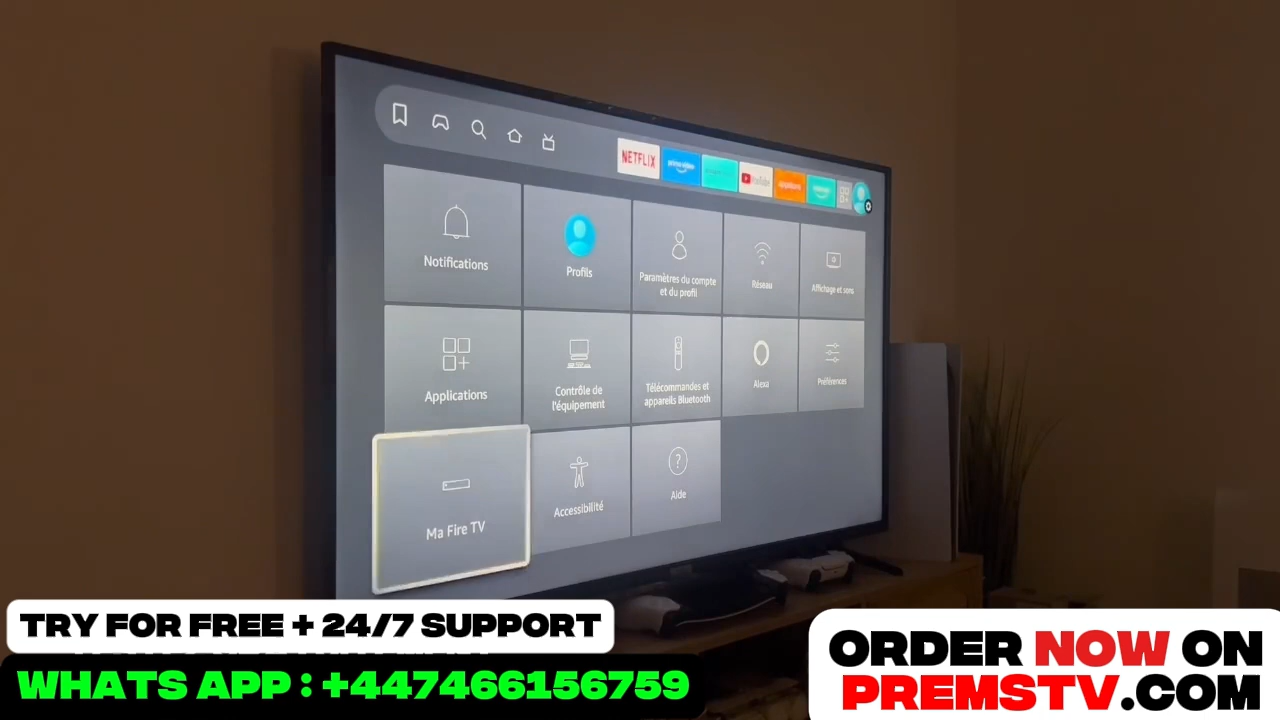 NETFLIX
prime video
YouTube
Notifications
Profils
Paramètres du compte
et du profil
Réseau
Affichage et sons
Applications
Contrôle de
l'équipement
Télécommandes et
appareils Bluetooth
Alexa
Préférences
Ma Fire TV
Accessibilité
Aide
TRY FOR FREE + 24/7 SUPPORT
WHATS APP : +447466156759
ORDER NOW ON
PREMSTV.COM